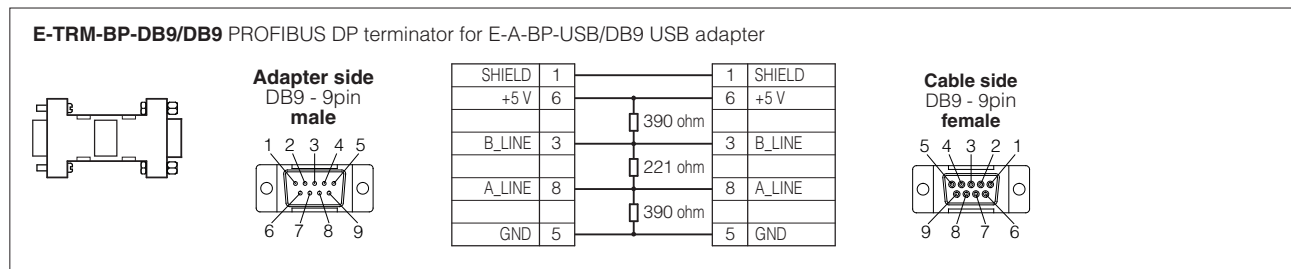 E-TRM-BP-DB9/DB9 PROFIBUS DP terminator for E-A-BP-USB/DB9 USB adapter
Adapter side
DB9 - 9pin
male
1 2 3 4 5
6 7 8 9
SHIELD 1 1 SHIELD
+5 V 6 6 +5 V
390 ohm
B_LINE 3 3 B_LINE
221 ohm
A_LINE 8 8 A_LINE
390 ohm
GND 5 5 GND
Cable side
DB9 - 9pin
female
5 4 3 2 1
9 8 7 6